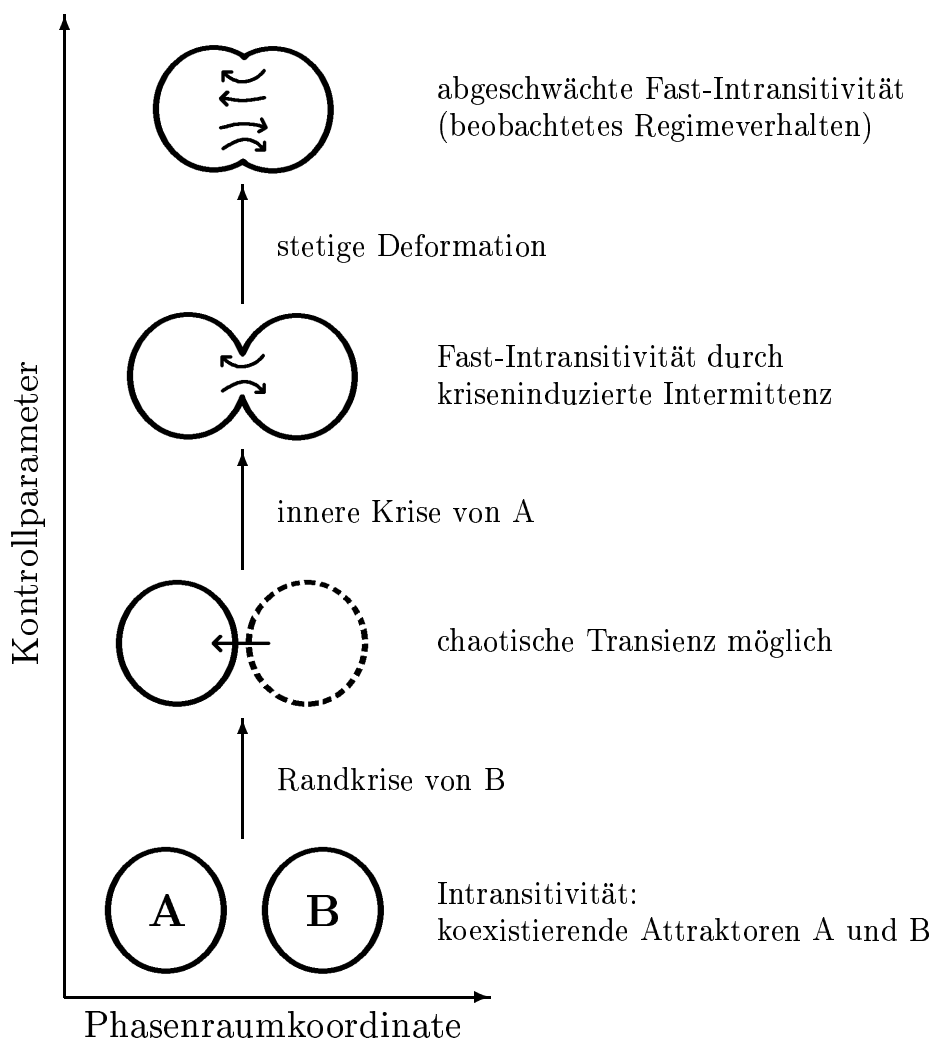 abgeschwächte Fast-Intransitivität
(beobachtetes Regimeverhalten)
stetige Deformation
Fast-Intransitivität durch
kriseninduzierte Intermittenz
innere Krise von A
chaotische Transienz möglich
Randkrise von B
A
B
Intransitivität:
koexistierende Attraktoren A und B
Kontrollparameter
Phasenraumkoordinate